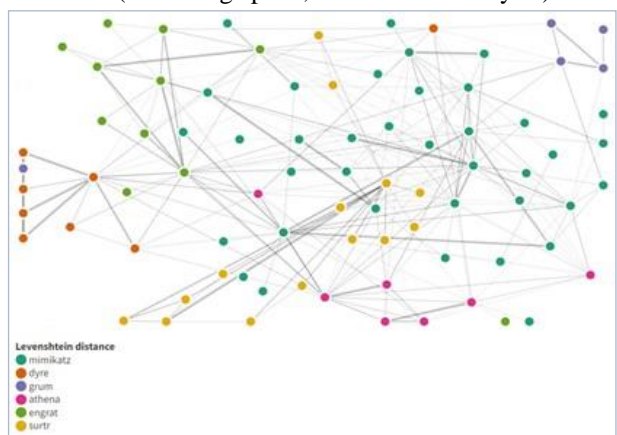 Levenshtein distance
mimikatz
dyre
grum
athena
engrat
surtr